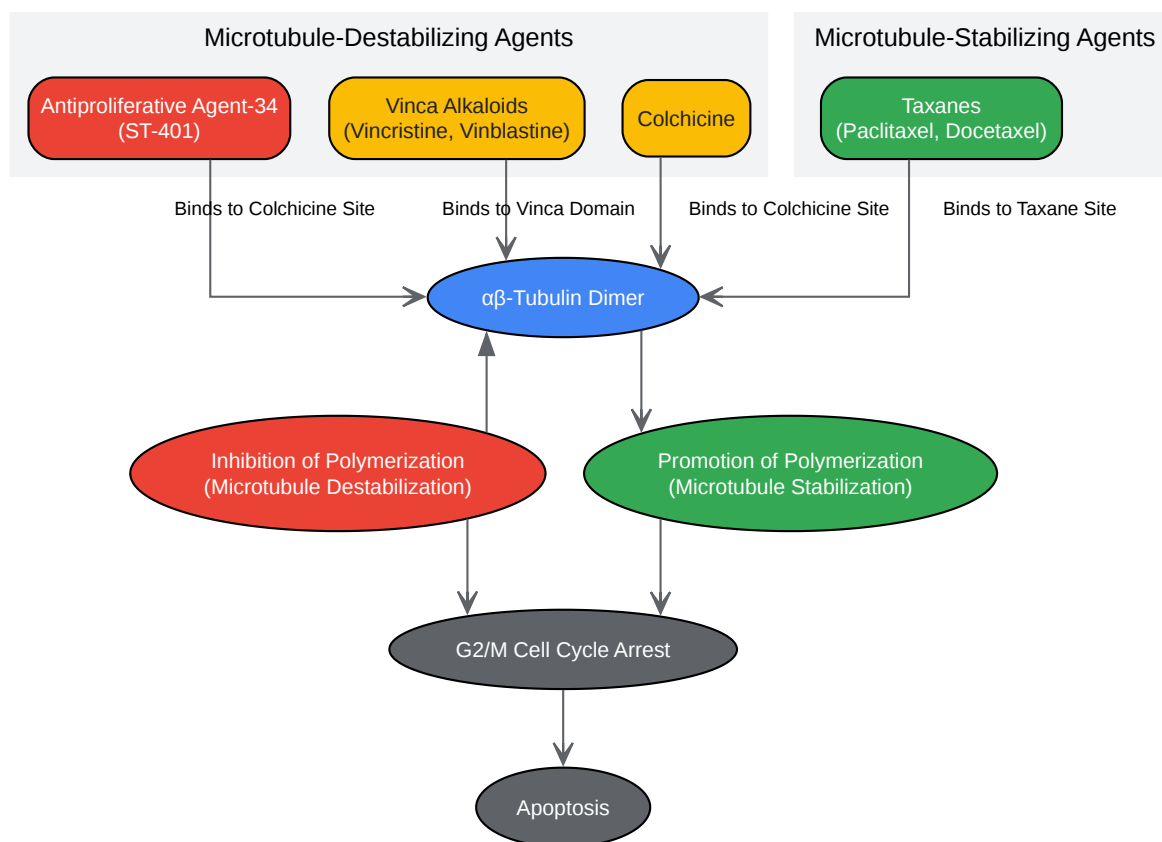 Microtubule-Destabilizing Agents
Microtubule-Stabilizing Agents
Antiproliferative Agent-34
(ST-401)
Vinca Alkaloids
(Vincristine, Vinblastine)
Colchicine
Taxanes
(Paclitaxel, Docetaxel)
Binds to Colchicine Site
Binds to Vinca Domain
Binds to Colchicine Site
Binds to Taxane Site
αβ-Tubulin Dimer
Inhibition of Polymerization
(Microtubule Destabilization)
Promotion of Polymerization
(Microtubule Stabilization)
G2/M Cell Cycle Arrest
Apoptosis